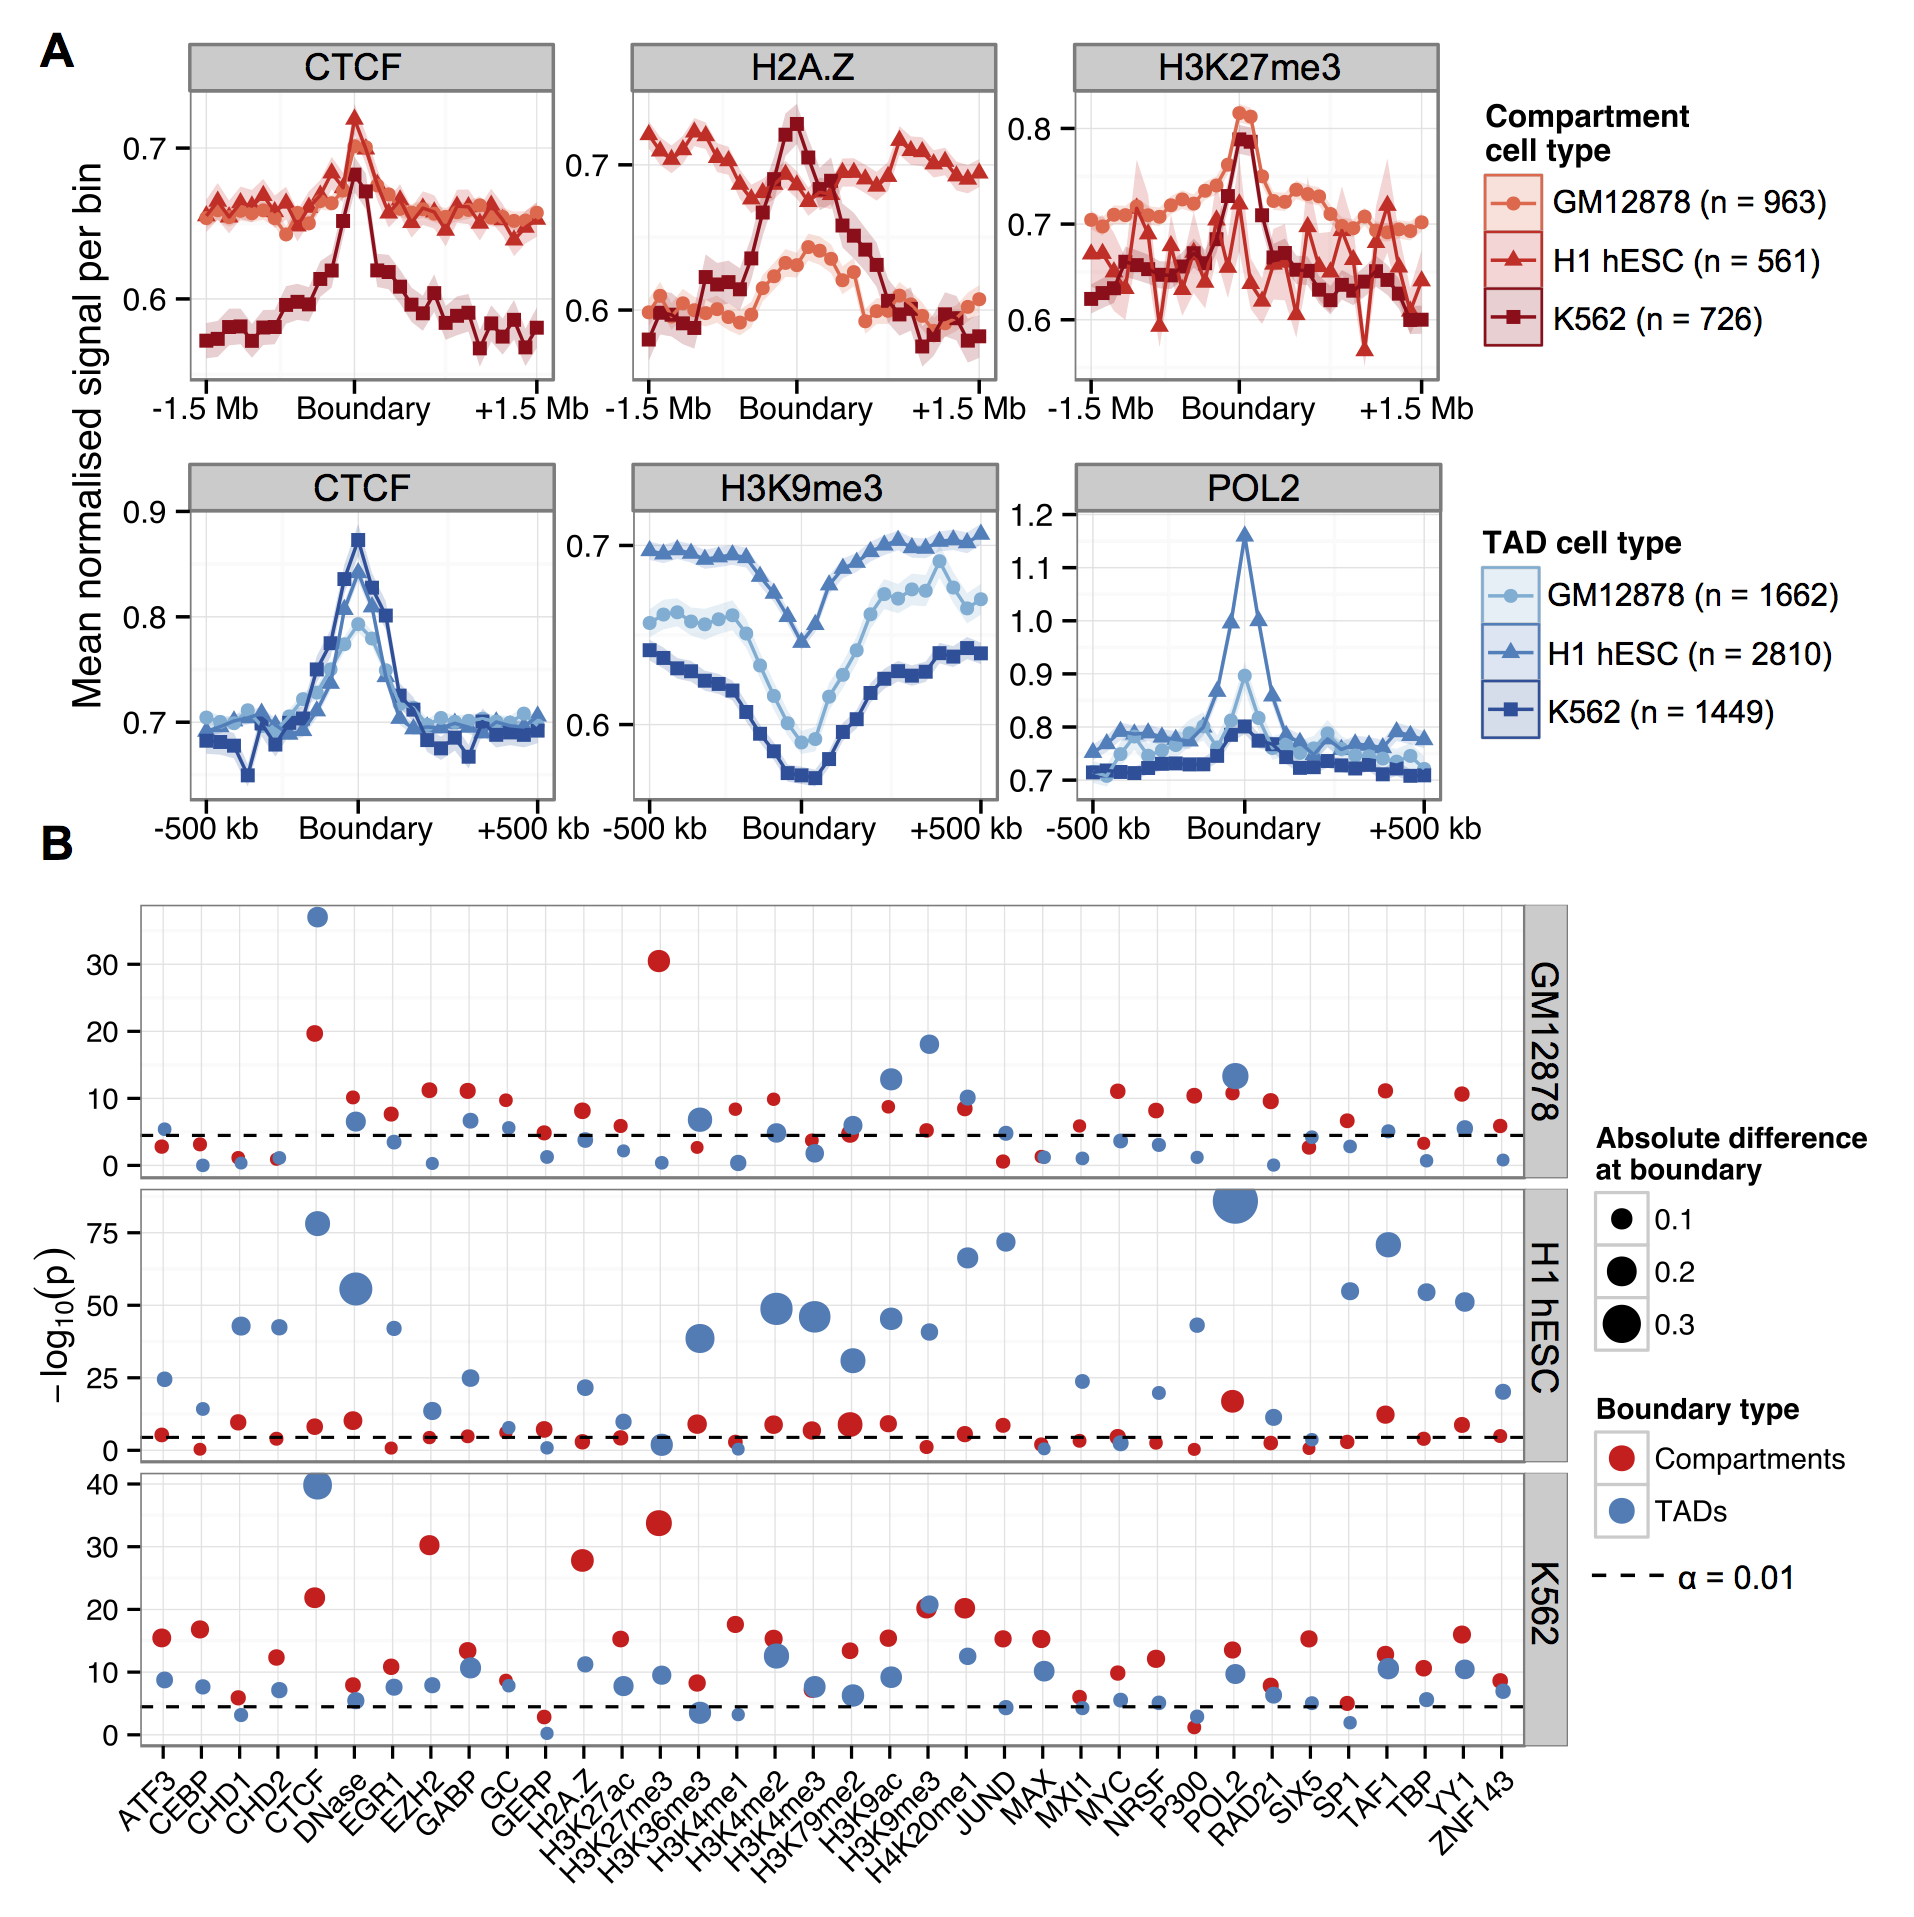 A
CTCF
H2A.Z
H3K27me3
Mean normalised signal per bin
0.7
0.6
0.7
0.6
0.8
0.7
0.6
-1.5 Mb Boundary +1.5 Mb
-1.5 Mb Boundary +1.5 Mb
-1.5 Mb Boundary +1.5 Mb
Compartment
cell type
GM12878 (n = 963)
H1 hESC (n = 561)
K562 (n = 726)
CTCF
H3K9me3
POL2
0.9
0.8
0.7
0.7
0.6
1.2
1.1
1.0
0.9
0.8
0.7
-500 kb Boundary +500 kb
-500 kb Boundary +500 kb
-500 kb Boundary +500 kb
TAD cell type
GM12878 (n = 1662)
H1 hESC (n = 2810)
K562 (n = 1449)
B
− log10(p)
30
20
10
0
GM12878
75
50
25
0
H1 hESC
40
30
20
10
0
K562
ATF3
CEBP
CHD1
CHD2
CTCF
DNase
EGR1
EZH2
GABP
GC
GERP
H2A.Z
H3K27ac
H3K27me3
H3K36me3
H3K4me1
H3K4me2
H3K4me3
H3K79me2
H3K9ac
H3K9me3
H4K20me1
JUND
MAX
MXI1
MYC
NRSF
P300
POL2
RAD21
SIX5
SP1
TAF1
TBP
YY1
ZNF143
Absolute difference
at boundary
0.1
0.2
0.3
Boundary type
Compartments
TADs
α = 0.01